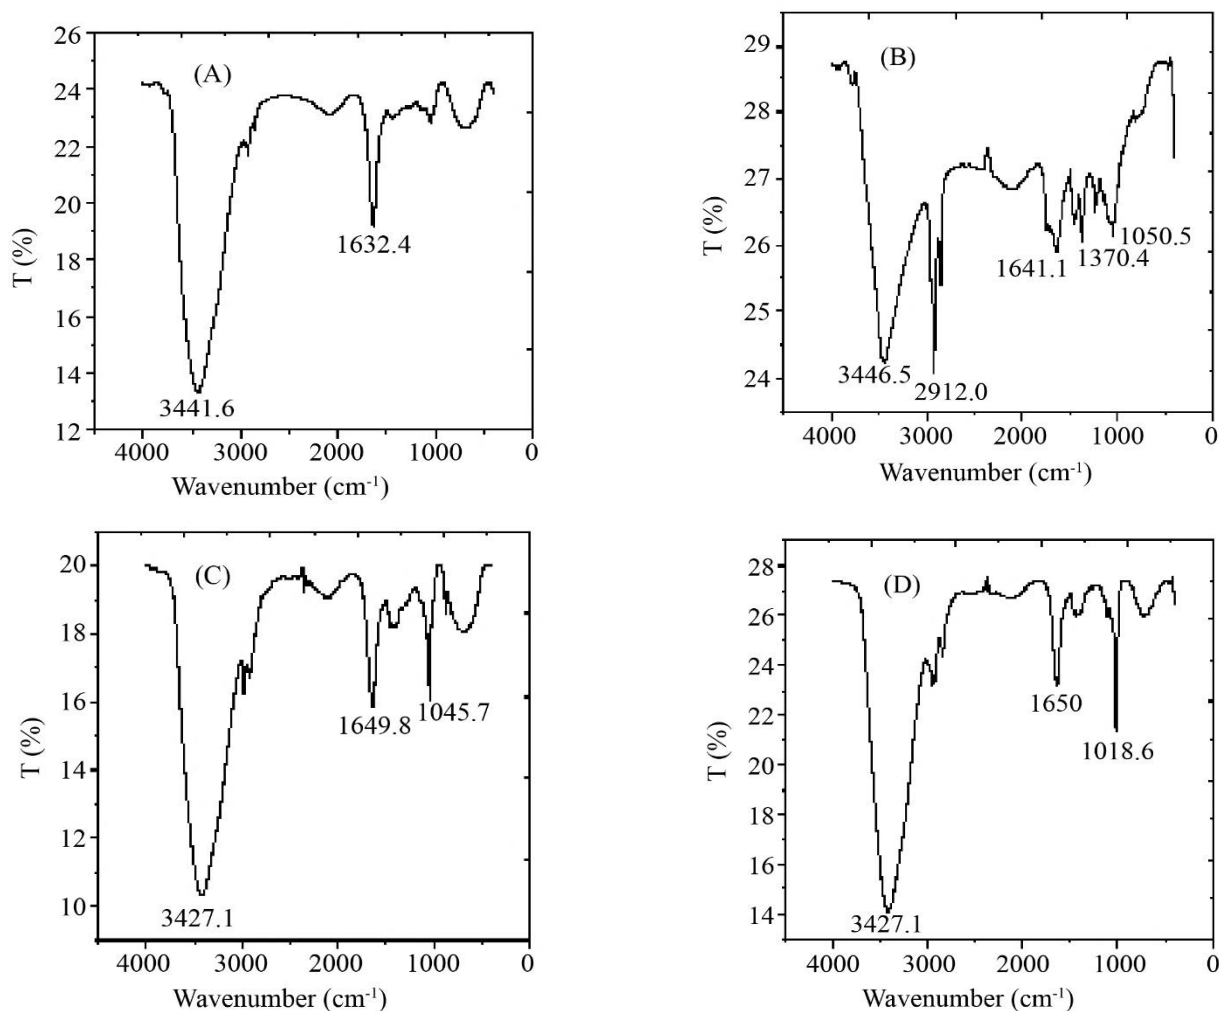 26
24
22
20
18
16
14
12
T (%)
(A)
1632.4
3441.6
4000 3000 2000 1000 0
Wavenumber (cm-1)
29
28
27
26
25
24
T (%)
(B)
1050.5
1370.4
1641.1
3446.5
2912.0
4000 3000 2000 1000 0
Wavenumber (cm-1)
20
18
16
14
12
10
T (%)
(C)
1649.8
1045.7
3427.1
4000 3000 2000 1000 0
Wavenumber (cm-1)
28
26
24
22
20
18
16
14
T (%)
(D)
1650
1018.6
3427.1
4000 3000 2000 1000 0
Wavenumber (cm-1)